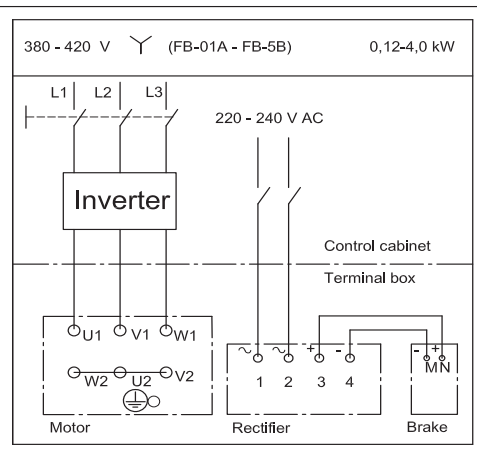 380 - 420 V (FB-01A - FB-5B) 0,12-4,0 kW
L1 L2 L3
220 - 240 V AC
Inverter
Control cabinet
Terminal box
U1 V1 W1
~ ~ + - - +
M N
1 2 3 4
W2 U2 V2
Motor Rectifier Brake